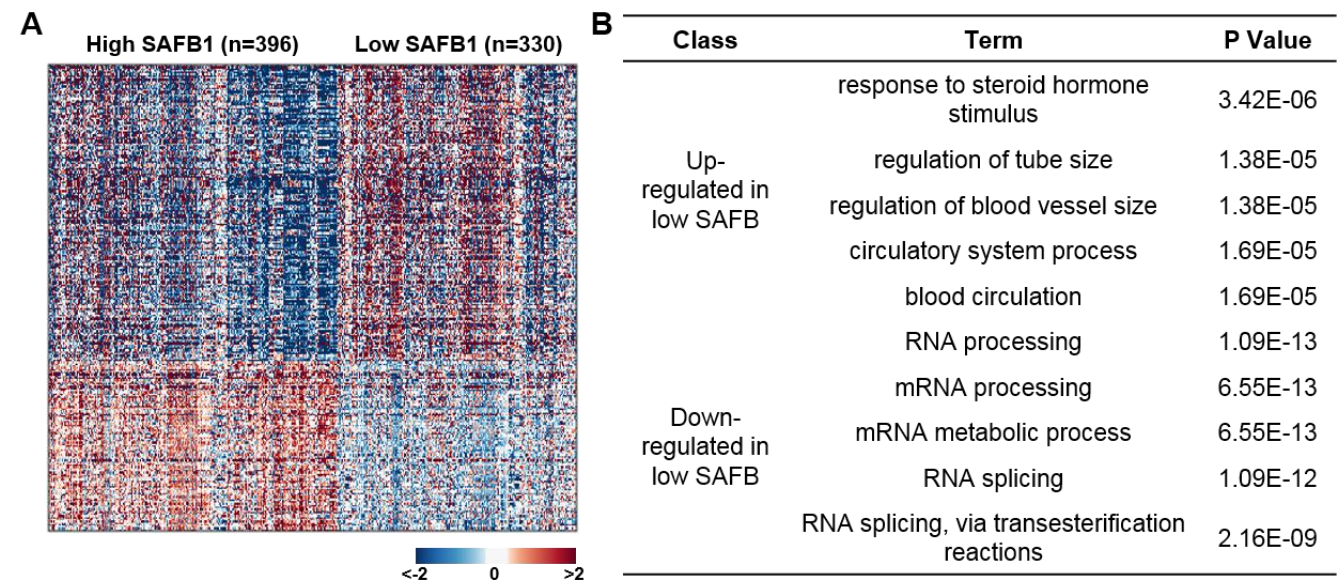 A
High SAFB1 (n=396)
Low SAFB1 (n=330)
<-2
0
>2
B
Class
Term
P Value
Up-
regulated in
low SAFB
response to steroid hormone
stimulus
3.42E-06
regulation of tube size
1.38E-05
regulation of blood vessel size
1.38E-05
circulatory system process
1.69E-05
blood circulation
1.69E-05
Down-
regulated in
low SAFB
RNA processing
1.09E-13
mRNA processing
6.55E-13
mRNA metabolic process
6.55E-13
RNA splicing
1.09E-12
RNA splicing, via transesterification
reactions
2.16E-09